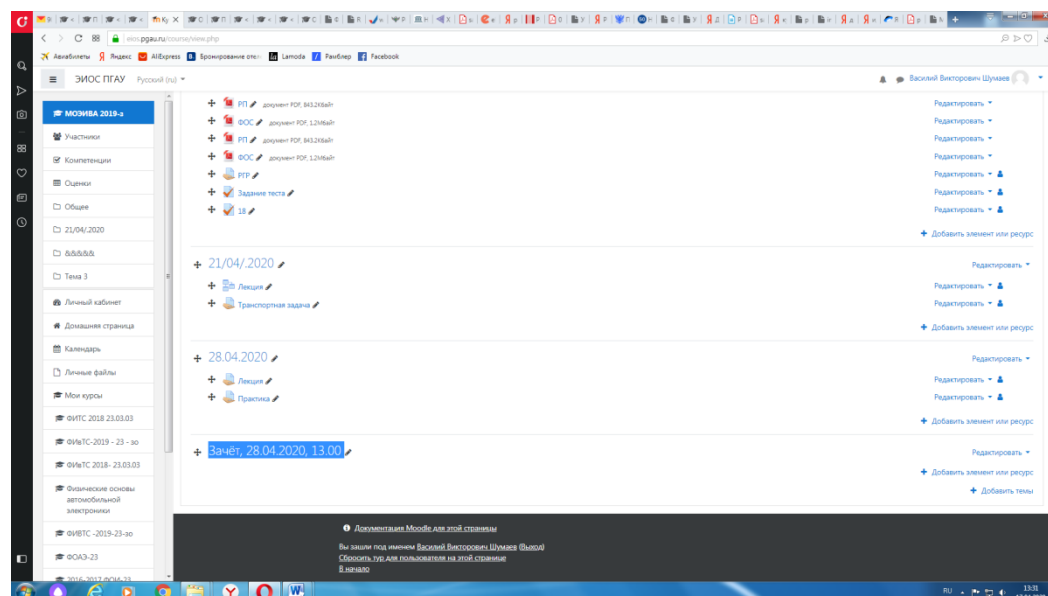 eios.pgau.ru/course/view.php
Авиабилеты Яндекс AliExpress Бронирование отел Lamoda Рамблер Facebook
ЭИОС ПГАУ Русский (ru)
Василий Викторович Шумаев
МОЭИВА 2019-з
Участники
Компетенции
Оценки
Общее
21/04/.2020
&&&&&
Тема 3
Личный кабинет
Домашняя страница
Календарь
Личные файлы
Мои курсы
ФИТС 2018 23.03.03
ФИвТС-2019 - 23 - зо
ФИвТС 2018- 23.03.03
Физические основы
автомобильной
электроники
ФИВТС -2019-23-зо
ФОАЭ-23
2016-2017 ФОИ-23
РП документ PDF, 843.2Кбайт Редактировать
ФОС документ PDF, 1.2Мбайт Редактировать
РП документ PDF, 843.2Кбайт Редактировать
ФОС документ PDF, 1.2Мбайт Редактировать
РГР Редактировать
Задание теста Редактировать
18 Редактировать
+ Добавить элемент или ресурс
21/04/.2020 Редактировать
Лекция Редактировать
Транспортная задача Редактировать
+ Добавить элемент или ресурс
28.04.2020 Редактировать
Лекция Редактировать
Практика Редактировать
+ Добавить элемент или ресурс
Зачёт, 28.04.2020, 13.00 Редактировать
+ Добавить элемент или ресурс
+ Добавить темы
Документация Moodle для этой страницы
Вы зашли под именем Василий Викторович Шумаев (Выход)
Сбросить тур для пользователя на этой странице
В начало
RU 13:31